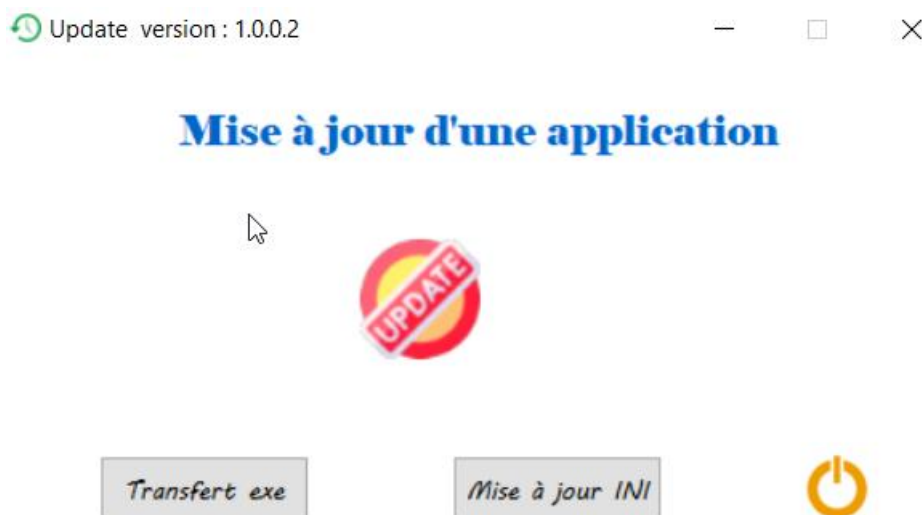 Update version : 1.0.0.2
Mise à jour d'une application
UPDATE
Transfert exe
Mise à jour INI